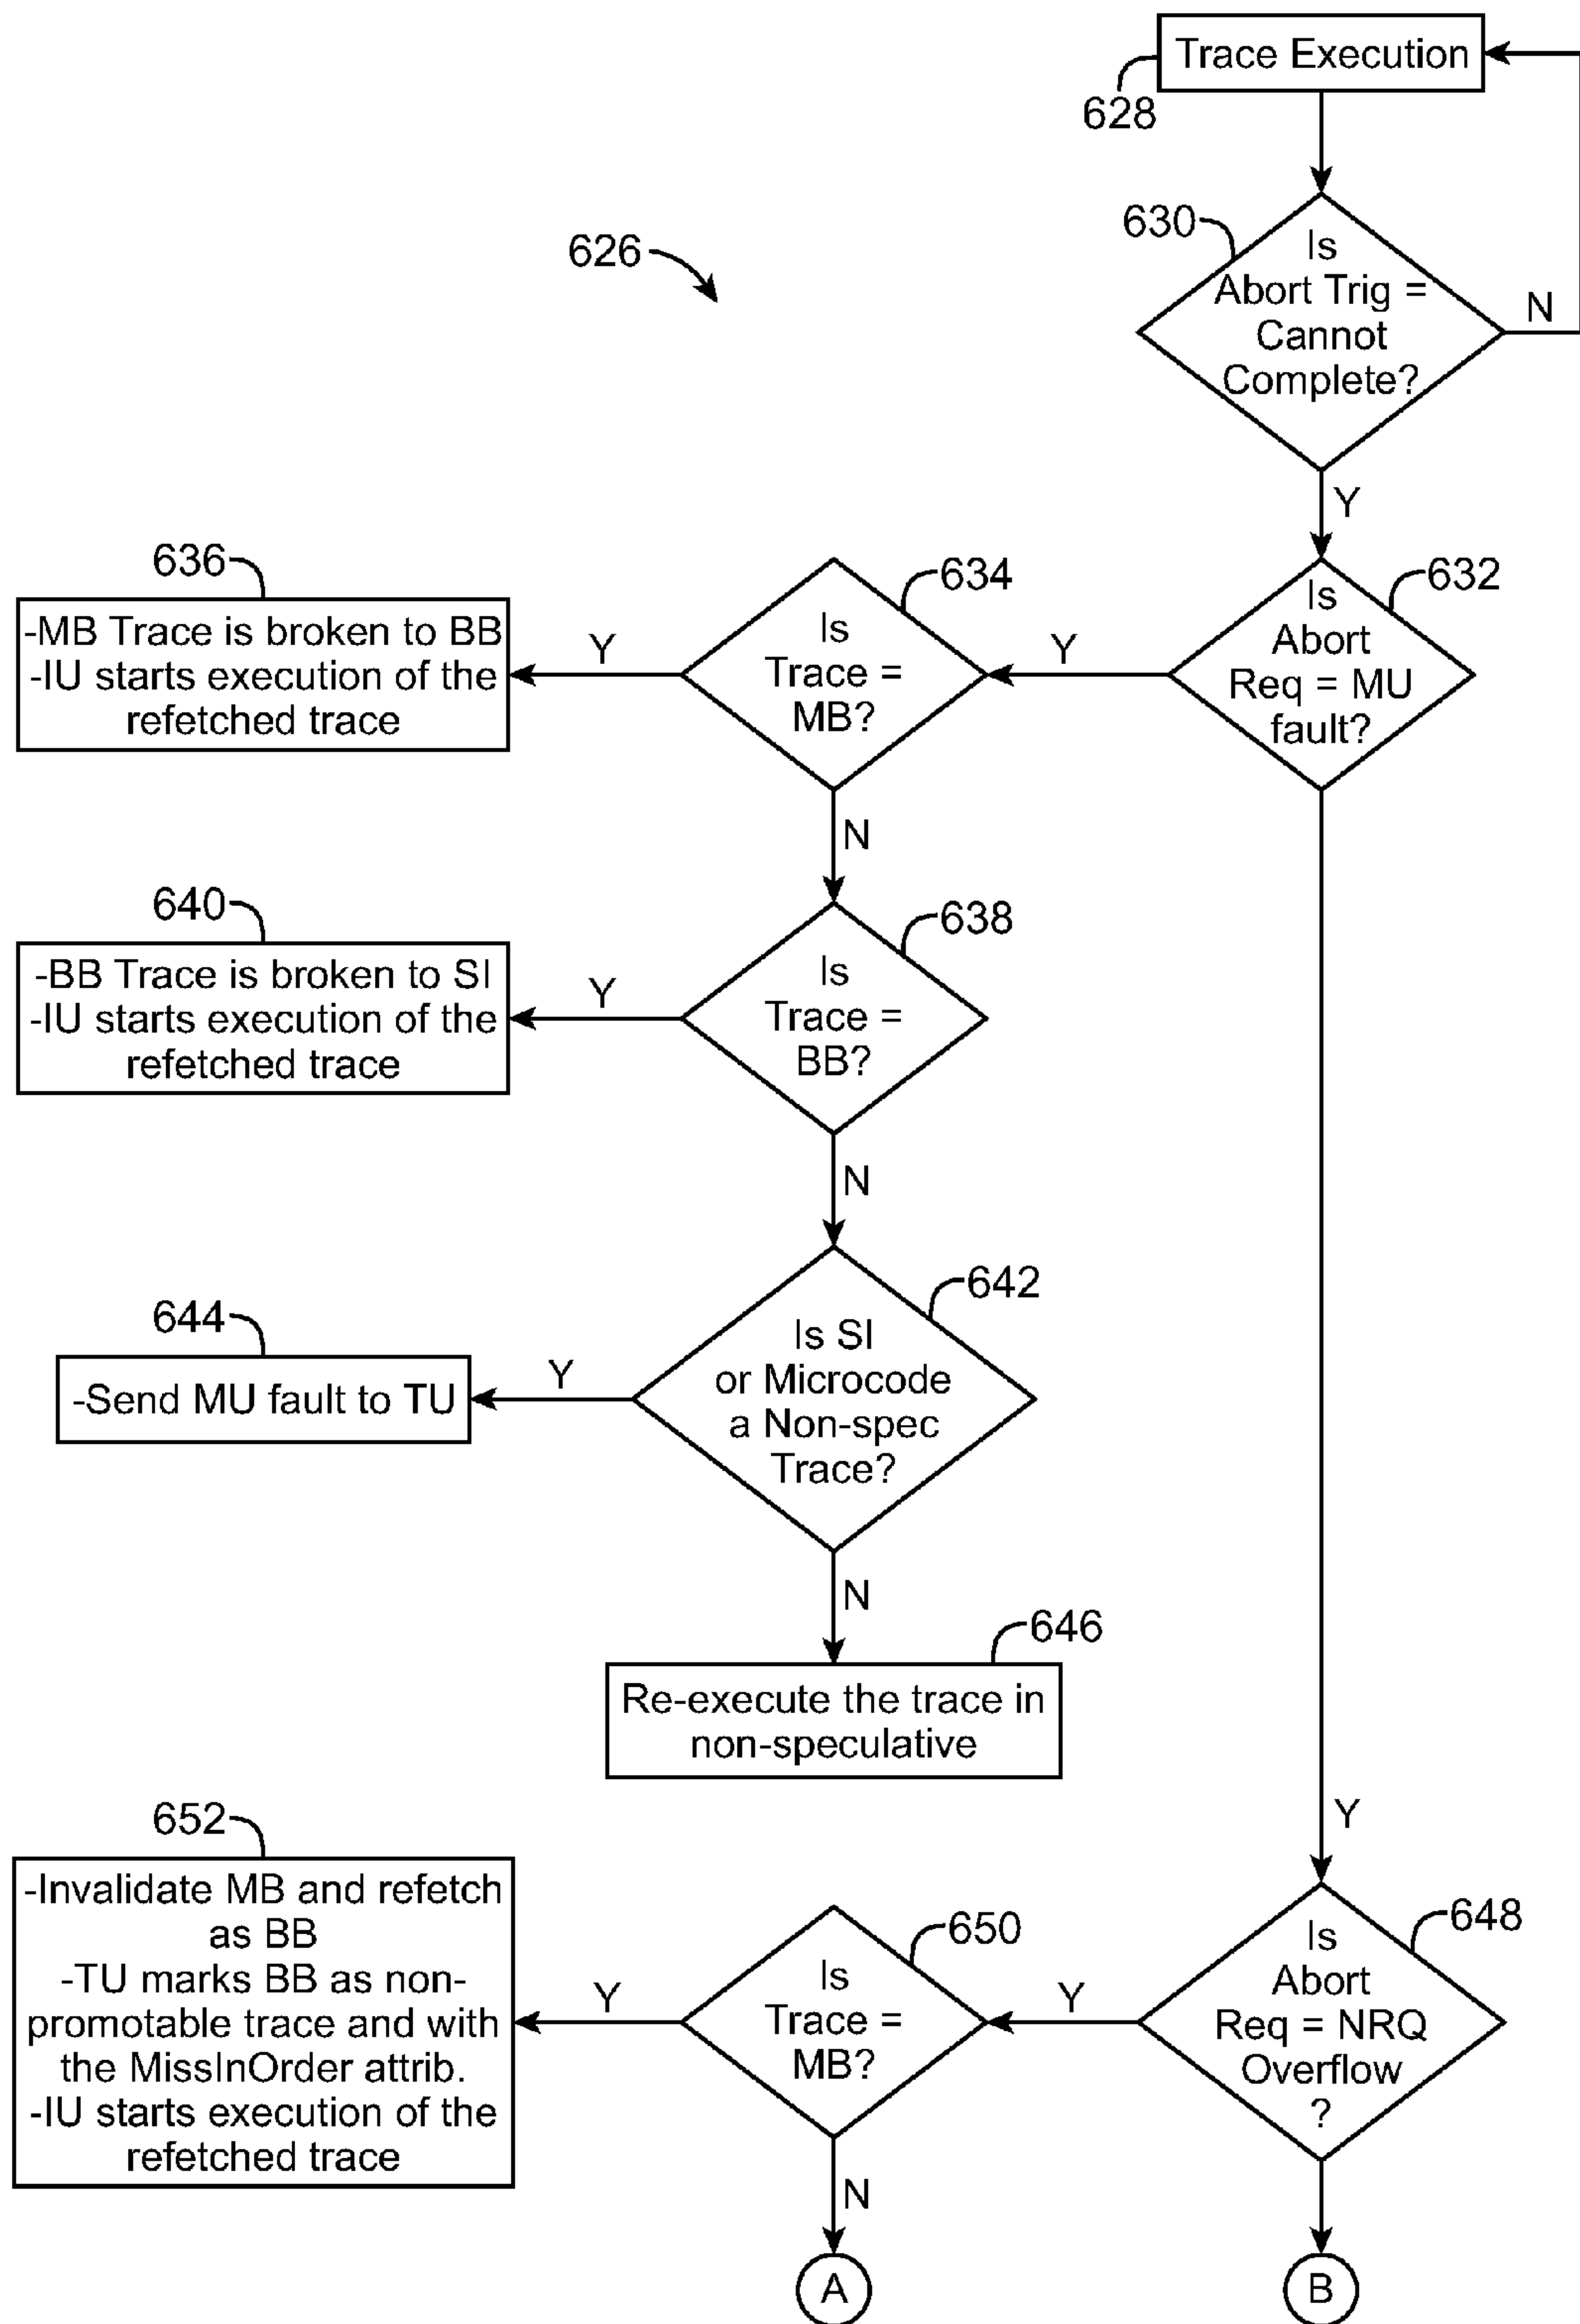 Trace Execution
628
630
Is
Abort Trig =
Cannot
Complete?
N
626
Y
636
-MB Trace is broken to BB
-IU starts execution of the
refetched trace
Y
634
Is
Trace =
MB?
Y
632
Is
Abort
Req = MU
fault?
N
640
-BB Trace is broken to SI
-IU starts execution of the
refetched trace
Y
638
Is
Trace =
BB?
N
644
-Send MU fault to TU
Y
642
Is SI
or Microcode
a Non-spec
Trace?
N
646
Re-execute the trace in
non-speculative
Y
652
-Invalidate MB and refetch
as BB
-TU marks BB as non-
promotable trace and with
the MissInOrder attrib.
-IU starts execution of the
refetched trace
Y
650
Is
Trace =
MB?
Y
648
Is
Abort
Req = NRQ
Overflow
?
N
A
B